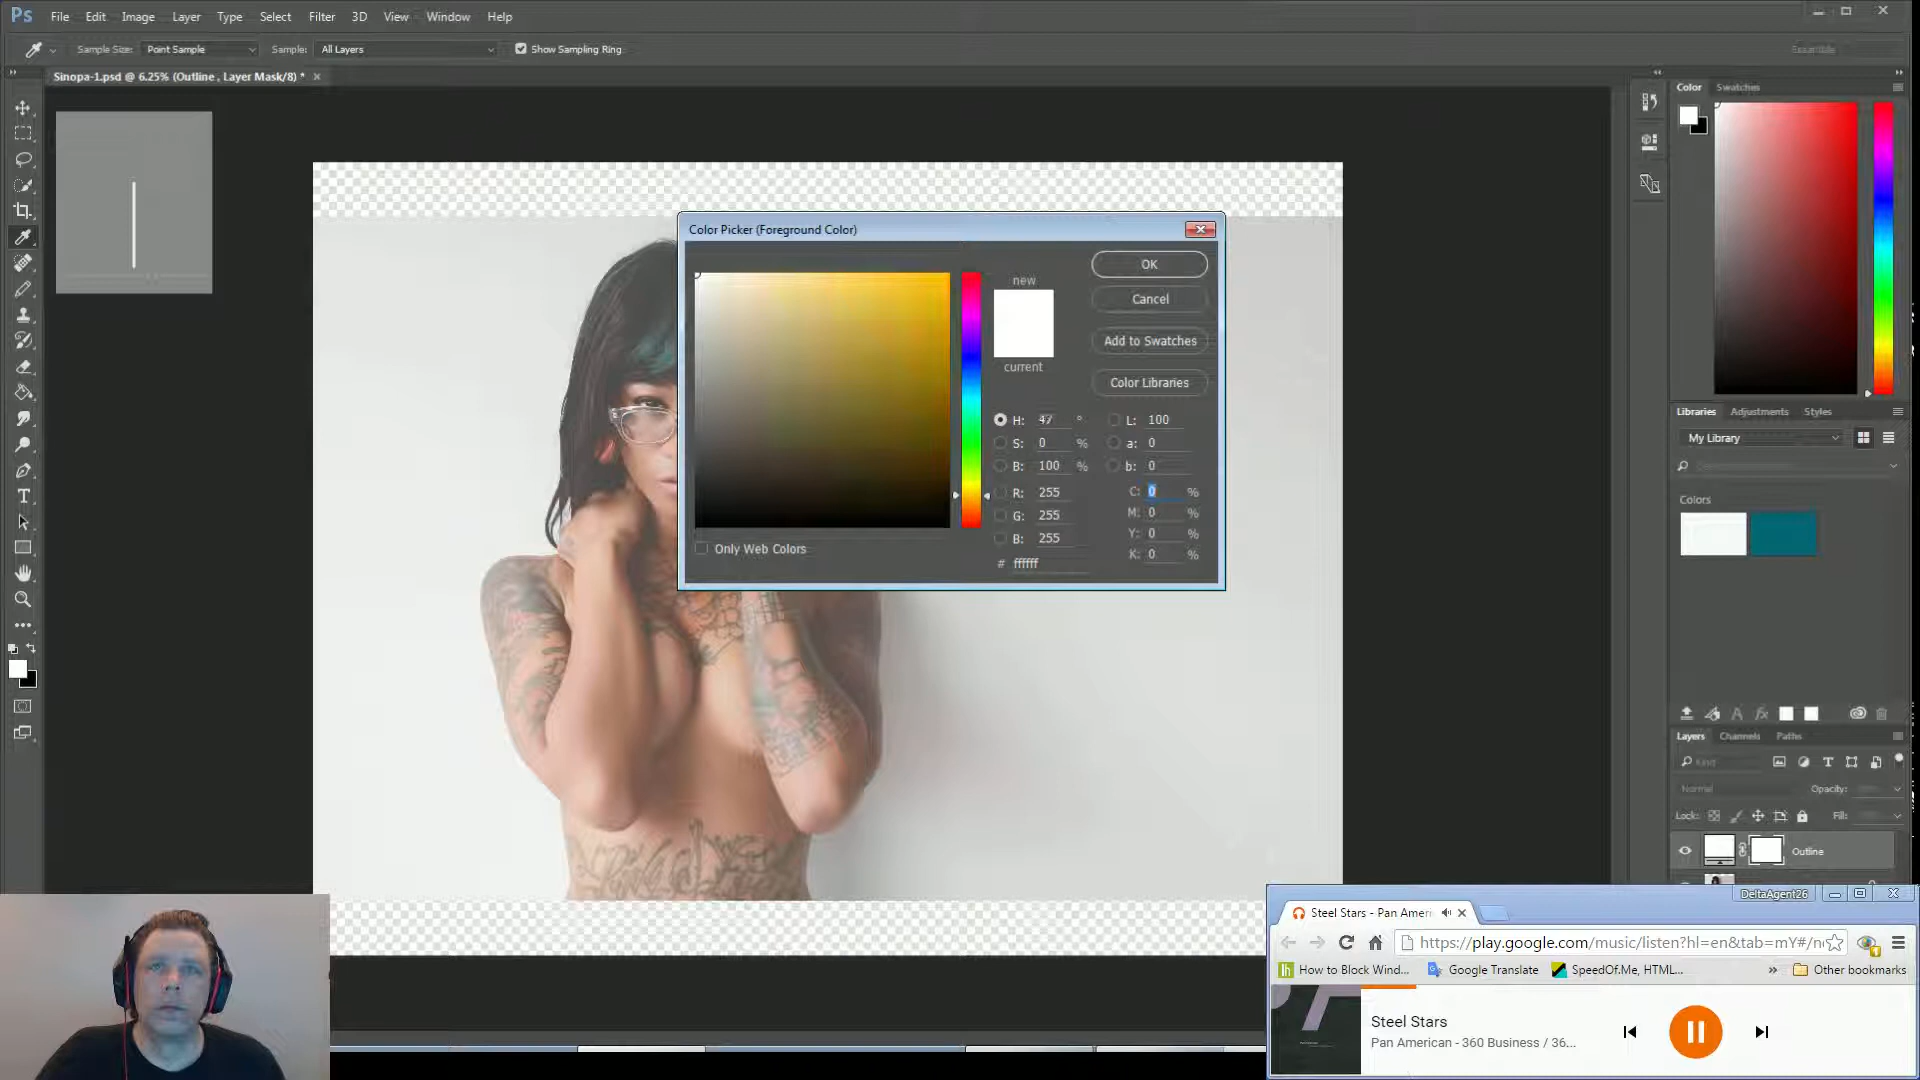 Ps File Edit Image Layer Type Select Filter 3D View Window Help
Sample Size: Point Sample Sample: All Layers Show Sampling Ring
Sinopa-1.psd @ 6.25% (Outline , Layer Mask/8) *
Color Swatches
Color Picker (Foreground Color)
OK
new
Cancel
Add to Swatches
current
Color Libraries
H: 47 ° L: 100
S: 0 % a: 0
B: 100 % b: 0
R: 255 C: 0 %
G: 255 M: 0 %
B: 255 Y: 0 %
# ffffff K: 0 %
Only Web Colors
Libraries Adjustments Styles
My Library
Colors
Layers Channels Paths
Kind
Normal Opacity:
Lock: Fill:
Outline
DeltaAgent26
Steel Stars - Pan Ameri
https://play.google.com/music/listen?hl=en&tab=mY#/n
How to Block Wind... Google Translate SpeedOf.Me, HTML... » Other bookmarks
Steel Stars
Pan American - 360 Business / 36...